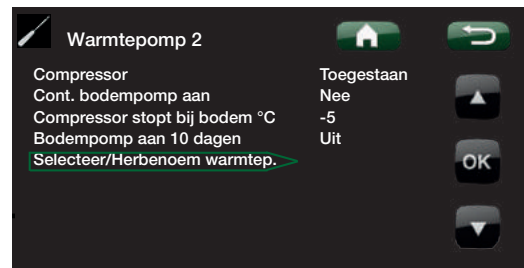 Warmtepomp 2
Compressor Toegestaan
Cont. bodempomp aan Nee
Compressor stopt bij bodem °C -5
Bodempomp aan 10 dagen Uit
Selecteer/Herbenoem warmtep.
OK